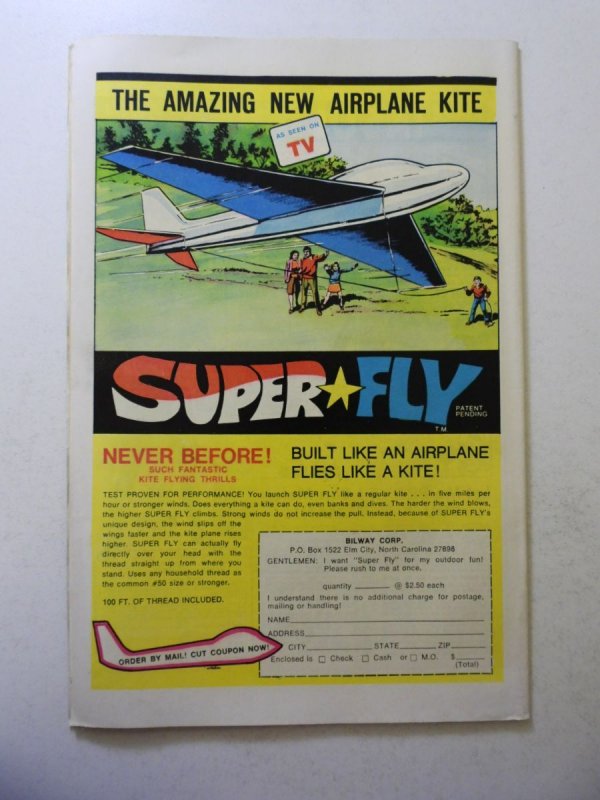 THE AMAZING NEW AIRPLANE KITE
AS SEEN ON
TV
SUPER★FLY
PATENT
PENDING
TM
NEVER BEFORE!
SUCH FANTASTIC
KITE FLYING THRILLS
BUILT LIKE AN AIRPLANE
FLIES LIKE A KITE!
TEST PROVEN FOR PERFORMANCE! You launch SUPER FLY like a regular kite . . . in five miles per
hour or stronger winds. Does everything a kite can do, even banks and dives. The harder the wind blows,
the higher SUPER FLY climbs. Strong winds do not increase the pull. Instead, because of SUPER FLY's
unique design, the wind slips off the
wings faster and the kite plane rises
higher. SUPER FLY can actually fly
directly over your head with the
thread straight up from where you
stand. Uses any household thread as
the common #50 size or stronger.
100 FT. OF THREAD INCLUDED.
ORDER BY MAIL! CUT COUPON NOW!
BILWAY CORP.
P.O. Box 1522 Elm City, North Carolina 27898
GENTLEMEN: I want "Super Fly" for my outdoor fun!
Please rush to me at once.
quantity ______ @ $2.50 each
I understand there is no additional charge for postage,
mailing or handling!
NAME
ADDRESS
CITY STATE ZIP
Enclosed is □ Check □ Cash or □ M.O. $
(Total)